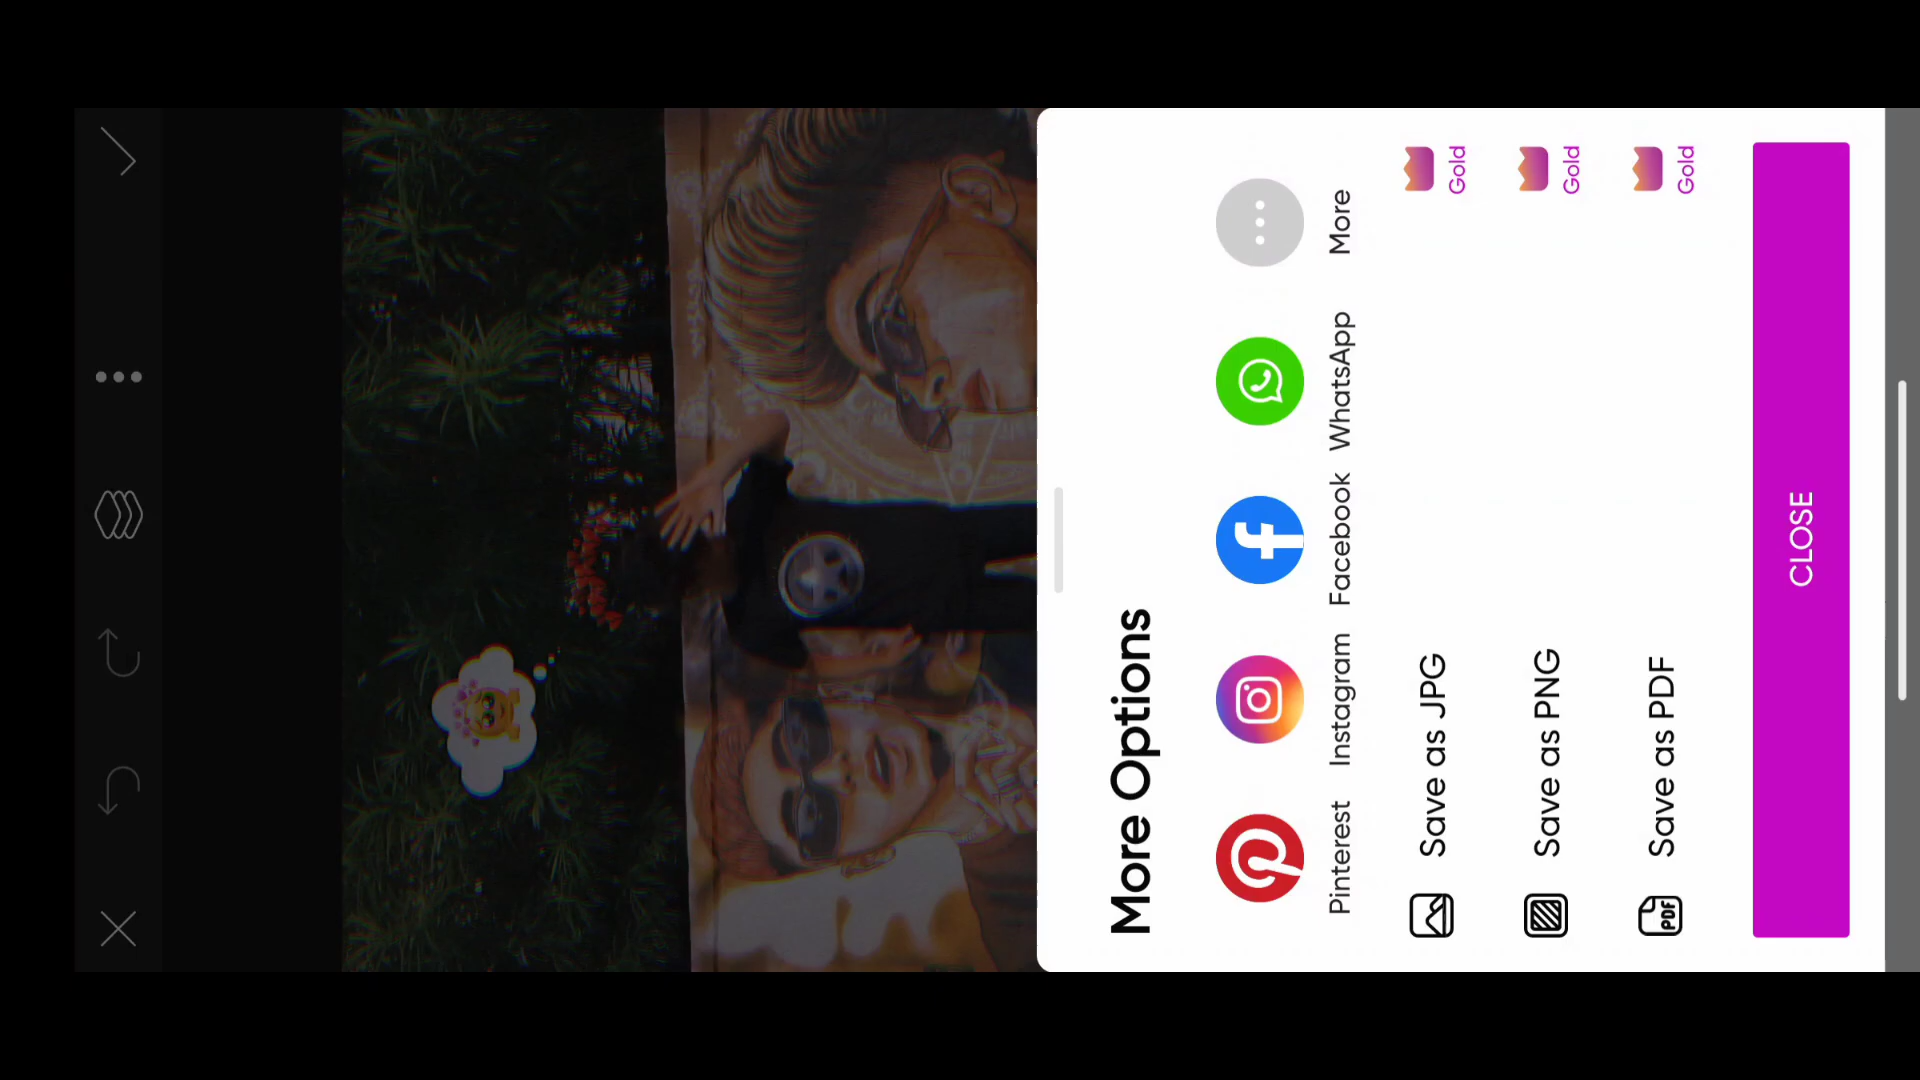 More Options
Pinterest
Instagram
Facebook
WhatsApp
More
Save as JPG
Gold
Save as PNG
Gold
PDF
Save as PDF
Gold
CLOSE